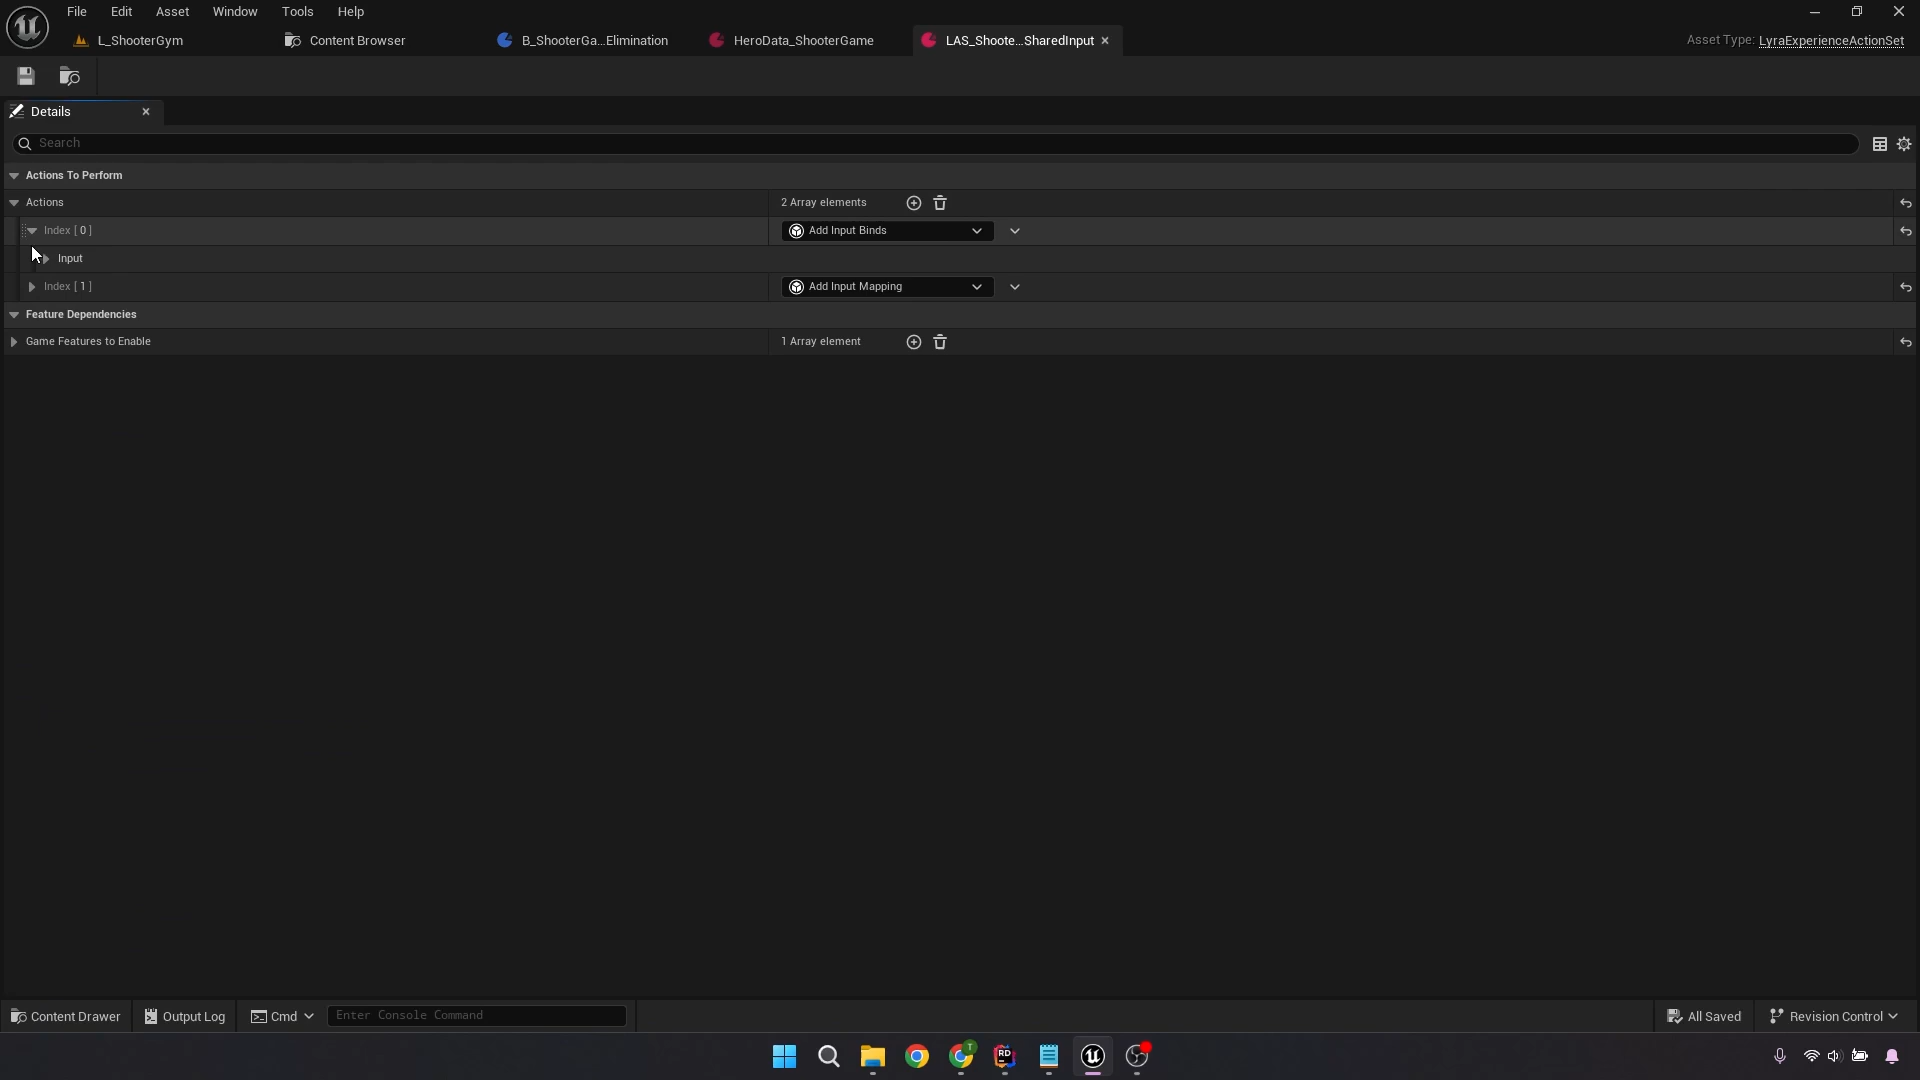 File Edit Asset Window Tools Help
L_ShooterGym Content Browser B_ShooterGa...Elimination HeroData_ShooterGame LAS_Shoote...SharedInput Asset Type: LyraExperienceActionSet
Details
Search
Actions To Perform
Actions 2 Array elements
Index [ 0 ] Add Input Binds
Input
Index [ 1 ] Add Input Mapping
Feature Dependencies
Game Features to Enable 1 Array element
Content Drawer Output Log Cmd Enter Console Command All Saved Revision Control
T
RD